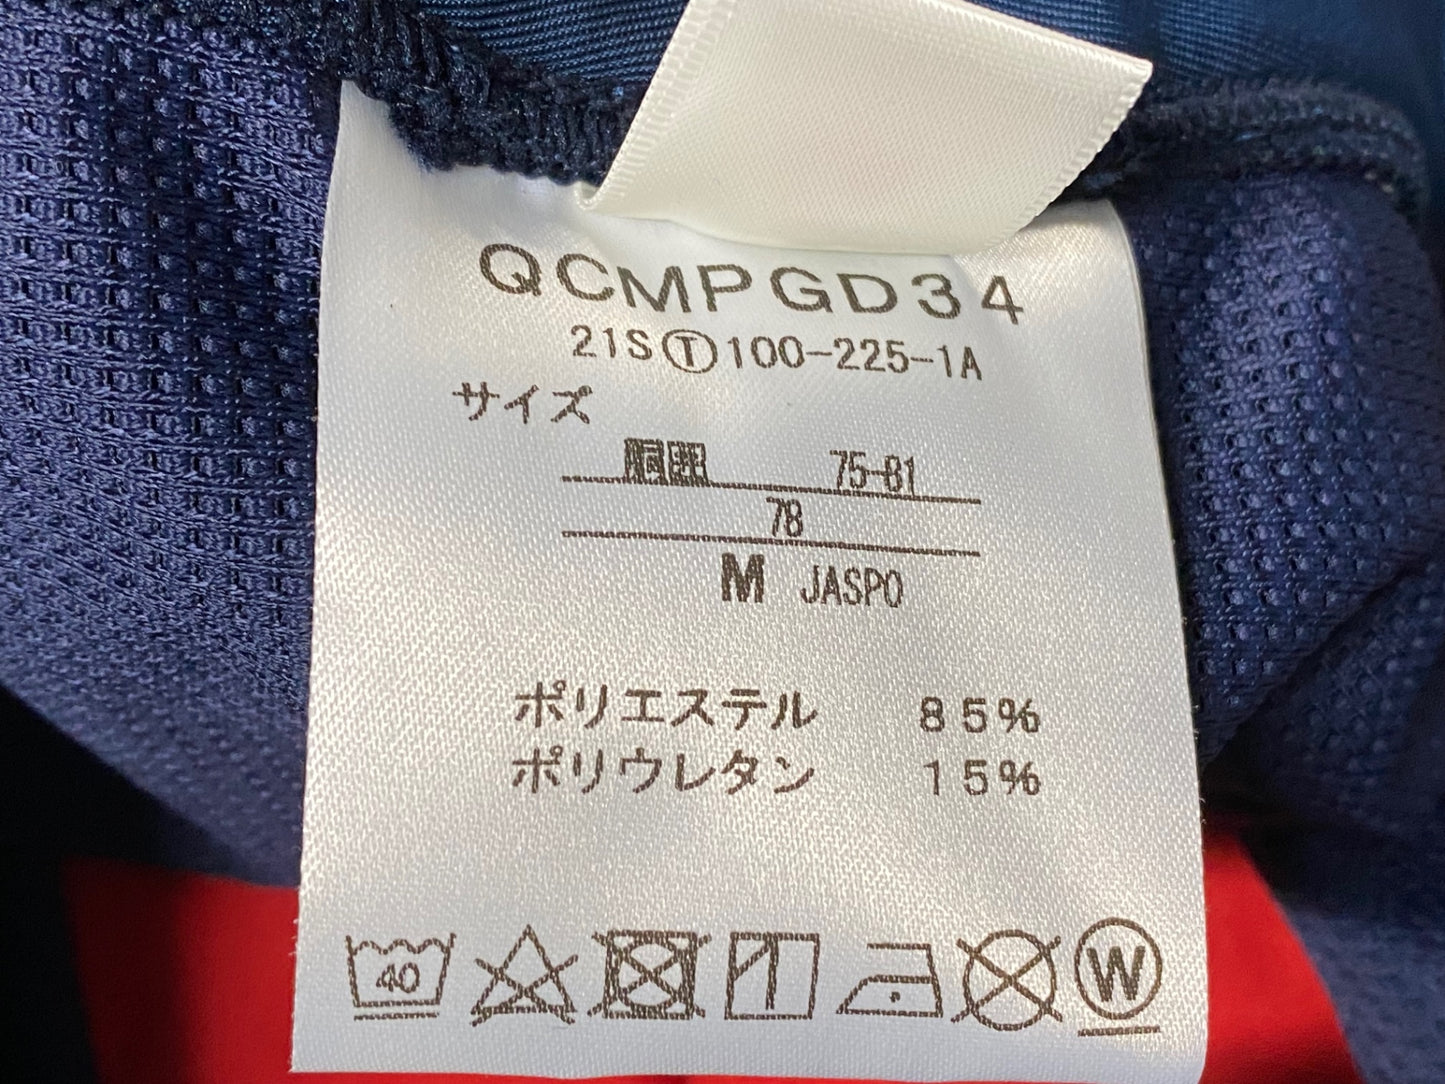 QCMPGD34
21SⓉ100-225-1A
サイズ
胴囲 75-81
78
M JASPO
ポリエステル 85%
ポリウレタン 15%
40 W